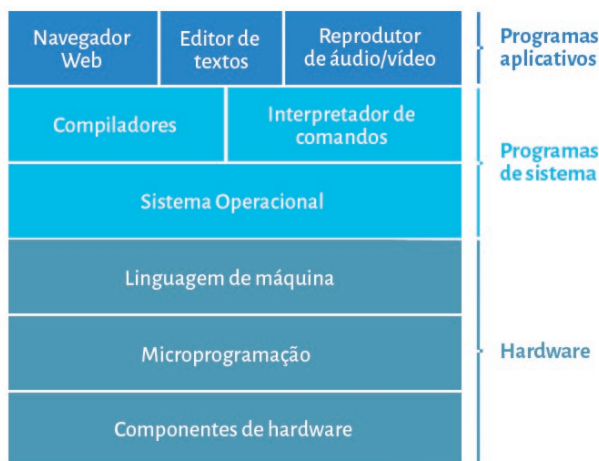 Navegador
Web
Editor de
textos
Reprodutor
de áudio/vídeo
Programas
aplicativos
Compiladores
Interpretador de
comandos
Programas
de sistema
Sistema Operacional
Linguagem de máquina
Microprogramação
Hardware
Componentes de hardware